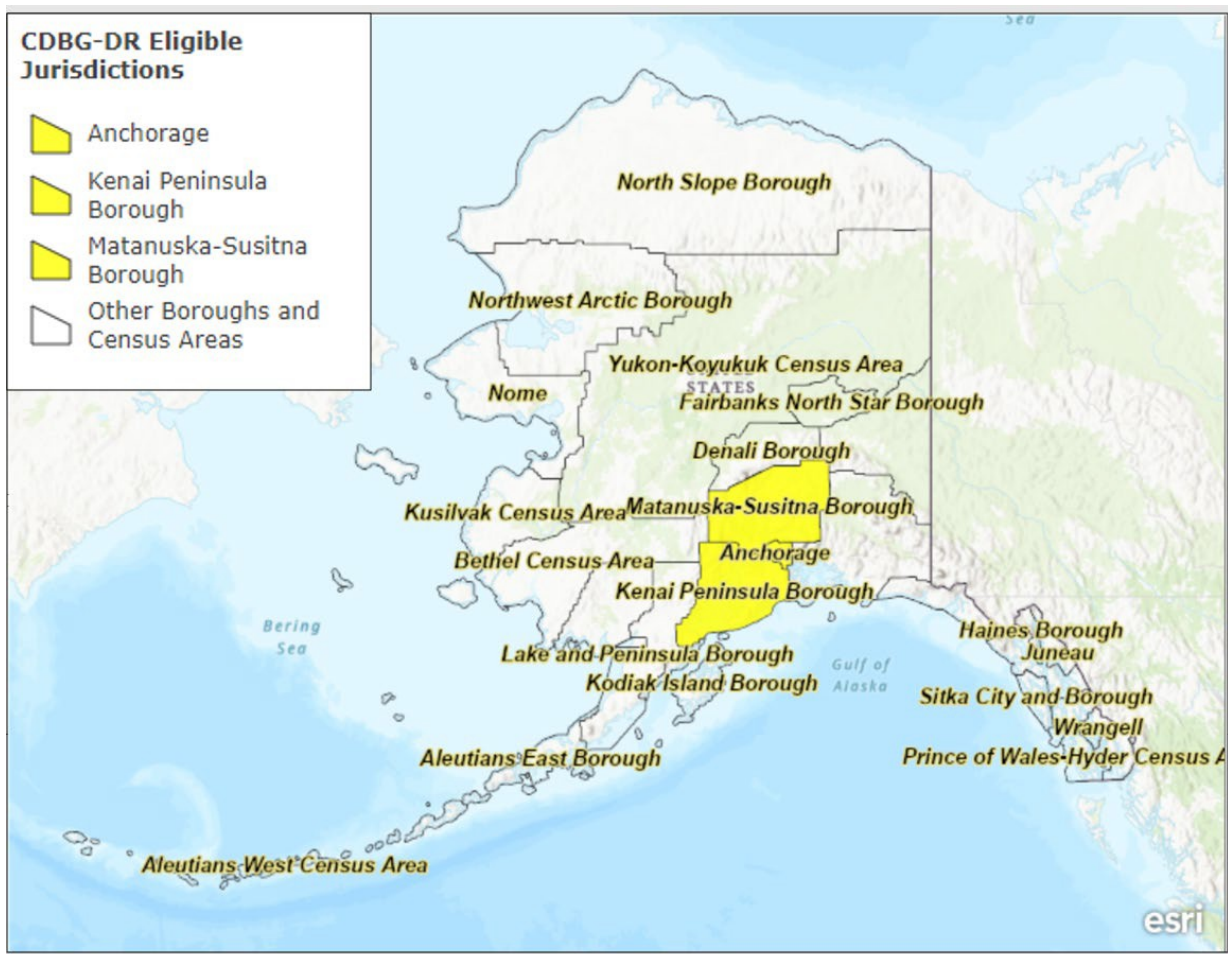 Sea
CDBG-DR Eligible
Jurisdictions
Anchorage
Kenai Peninsula
Borough
Matanuska-Susitna
Borough
Other Boroughs and
Census Areas
North Slope Borough
Northwest Arctic Borough
Yukon-Koyukuk Census Area
STATES
Nome
Fairbanks North Star Borough
Denali Borough
Kusilvak Census Area
Matanuska-Susitna Borough
Anchorage
Bethel Census Area
Kenai Peninsula Borough
Bering
Sea
Haines Borough
Juneau
Lake and Peninsula Borough
Gulf of
Alaska
Kodiak Island Borough
Sitka City and Borough
Wrangell
Aleutians East Borough
Prince of Wales-Hyder Census A
Aleutians West Census Area
esri